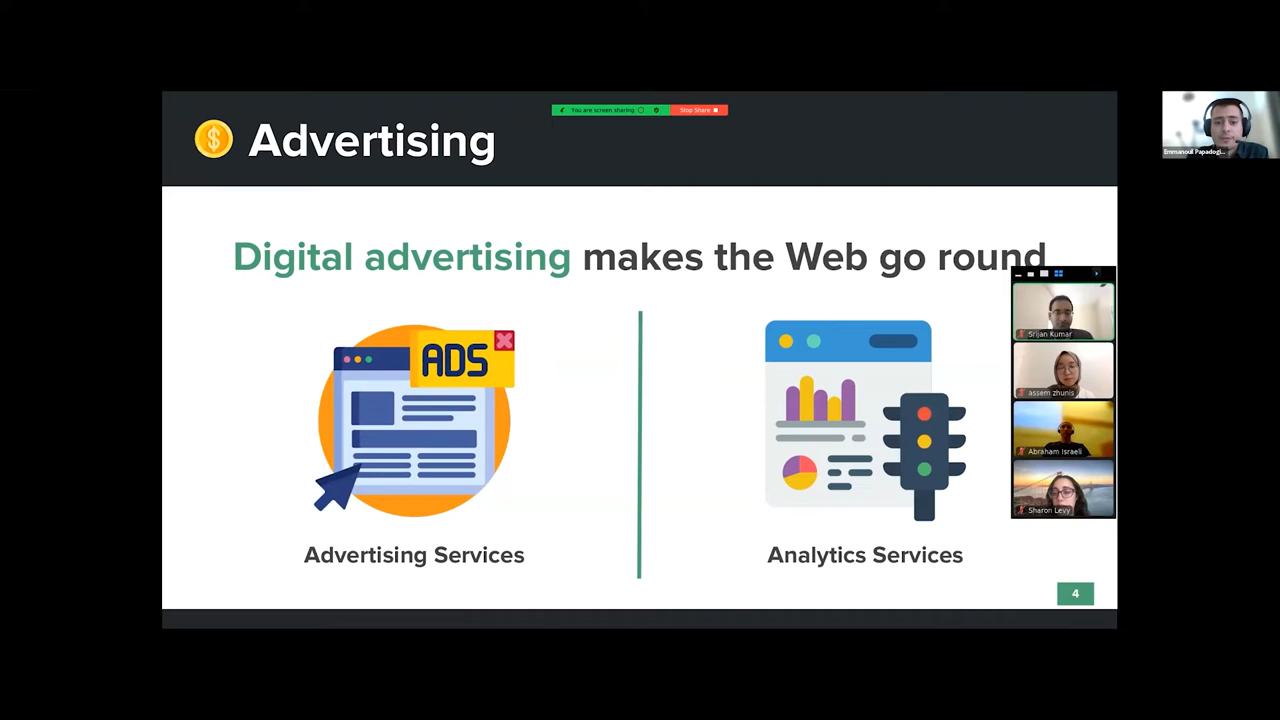 You are screen sharing
Stop Share
Advertising
Emmanouil Papadogi...
Digital advertising makes the Web go round
Srijan Kumar
assem zhunis
Abraham Israeli
Sharon Levy
ADS
Advertising Services
Analytics Services
4